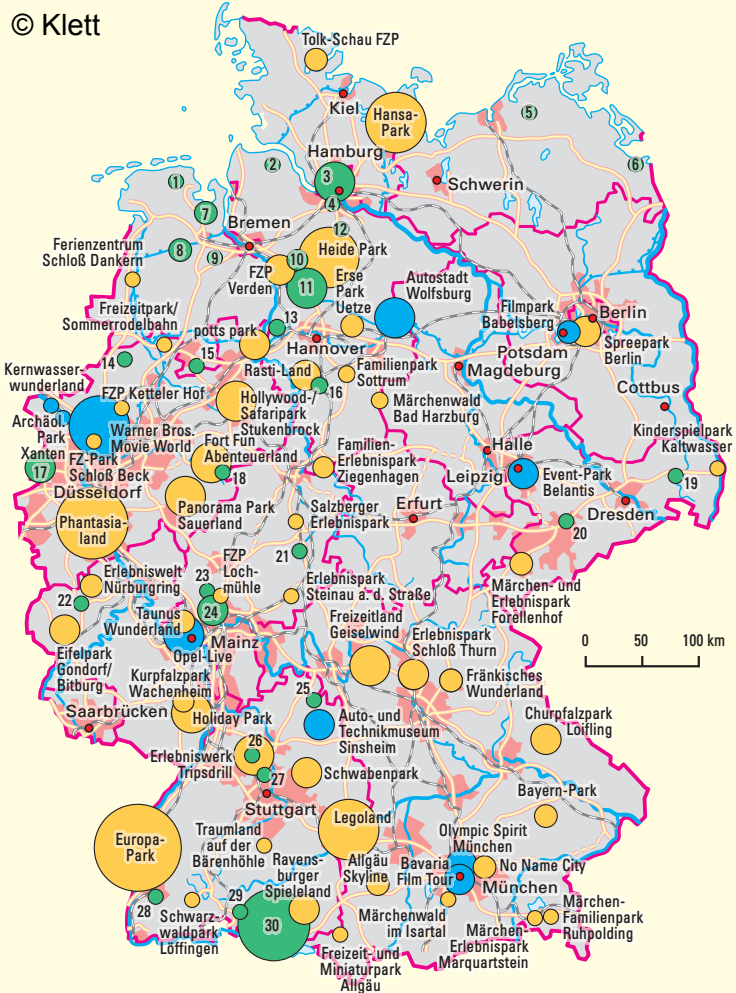 © Klett
Tolk-Schau FZP
Kiel
Hansa-
Park
(5)
Hamburg
(2)
(6)
(1)
3
Schwerin
(4)
7
Bremen
12
Ferienzentrum
Schloß Dankern
8
(9)
Heide Park
10
FZP
Verden
11
Erse
Park
Uetze
Autostadt
Wolfsburg
Filmpark
Babelsberg
Berlin
Freizeitpark/
Sommerrodelbahn
13
potts park
Hannover
Potsdam
Spreepark
Berlin
14
15
Magdeburg
Kernwasser-
wunderland
Rasti-Land
Familienpark
Sottrum
16
FZP Ketteler Hof
Hollywood-/
Safaripark
Stukenbrock
Märchenwald
Bad Harzburg
Cottbus
Archäol.
Park
Xanten
Warner Bros.
Movie World
Kinderspielpark
Kaltwasser
FZ-Park
Schloß Beck
Fort Fun
Abenteuerland
Familien-
Erlebnispark
Ziegenhagen
Halle
17
18
Leipzig
Event-Park
Belantis
19
Düsseldorf
Phantasia-
land
Panorama Park
Sauerland
Salzberger
Erlebnispark
Erfurt
Dresden
20
21
FZP
Loch-
mühle
Erlebniswelt
Nürburgring
23
Erlebnispark
Steinau a. d. Straße
Märchen- und
Erlebnispark
Forellenhof
22
24
Taunus
Wunderland
Freizeitland
Geiselwind
Erlebnispark
Schloß Thurn
Mainz
Opel-Live
0 50 100 km
Eifelpark
Gondorf/
Bitburg
Kurpfalzpark
Wachenheim
Fränkisches
Wunderland
25
Saarbrücken
Holiday Park
Auto- und
Technikmuseum
Sinsheim
Churpfalzpark
Loifling
26
Erlebniswerk
Tripsdrill
27
Schwabenpark
Stuttgart
Bayern-Park
Europa-
Park
Traumland
auf der
Bärenhöhle
Legoland
Olympic Spirit
München
Ravens-
burger
Spieleland
Allgäu
Skyline
Bavaria
Film Tour
No Name City
München
28
29
Schwarz-
waldpark
Löffingen
30
Märchenwald
im Isartal
Märchen-
Familienpark
Ruhpolding
Märchen-
Erlebnispark
Marquartstein
Freizeit- und
Miniaturpark
Allgäu